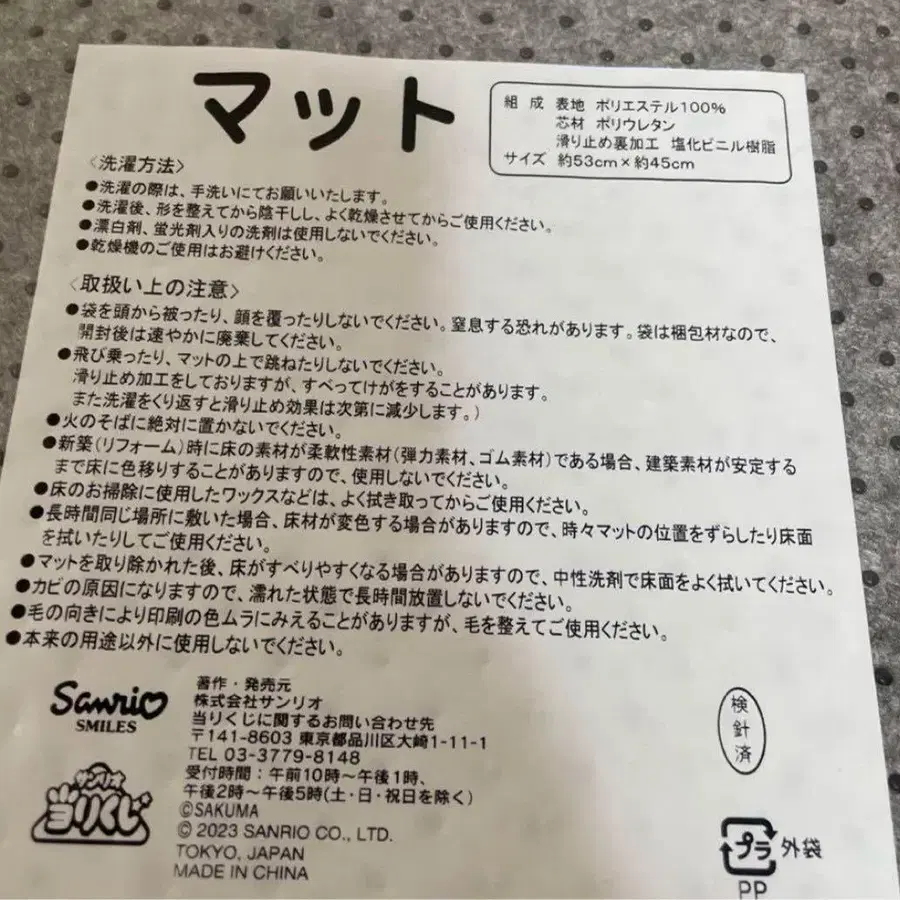 マット
組 成 表地 ポリエステル100%
芯材 ポリウレタン
滑り止め裏加工 塩化ビニル樹脂
サイズ 約53cm×約45cm
〈洗濯方法〉
●洗濯の際は、手洗いにてお願いいたします。
●洗濯後、形を整えてから陰干しし、よく乾燥させてからご使用ください。
●漂白剤、蛍光剤入りの洗剤は使用しないでください。
●乾燥機のご使用はお避けください。
〈取扱い上の注意〉
●袋を頭から被ったり、顔を覆ったりしないでください。窒息する恐れがあります。袋は梱包材なので、
開封後は速やかに廃棄してください。
●飛び乗ったり、マットの上で跳ねたりしないでください。
滑り止め加工をしておりますが、すべってけがをすることがあります。
また洗濯をくり返すと滑り止め効果は次第に減少します。)
●火のそばに絶対に置かないでください。
●新築(リフォーム)時に床の素材が柔軟性素材(弾力素材、ゴム素材)である場合、建築素材が安定する
まで床に色移りすることがありますので、使用しないでください。
●床のお掃除に使用したワックスなどは、よく拭き取ってからご使用ください。
●長時間同じ場所に敷いた場合、床材が変色する場合がありますので、時々マットの位置をずらしたり床面
を拭いたりしてご使用ください。
●マットを取り除かれた後、床がすべりやすくなる場合がありますので、中性洗剤で床面をよく拭いてください。
●カビの原因になりますので、濡れた状態で長時間放置しないでください。
●毛の向きにより印刷の色ムラにみえることがありますが、毛を整えてご使用ください。
●本来の用途以外に使用しないでください。
Sanrio
SMILES
サンリオ
当りくじ
著作・発売元
株式会社サンリオ
当りくじに関するお問い合わせ先
〒141-8603 東京都品川区大崎1-11-1
TEL 03-3779-8148
受付時間:午前10時～午後1時、
午後2時～午後5時(土・日・祝日を除く)
©SAKUMA
© 2023 SANRIO CO., LTD.
TOKYO, JAPAN
MADE IN CHINA
検針済
プラ 外袋
PP